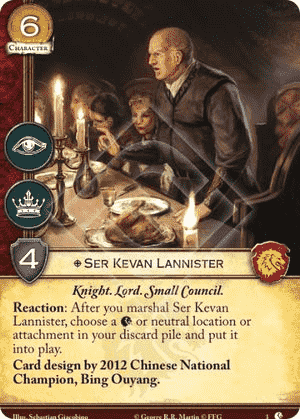 6
CHARACTER
4
SER KEVAN LANNISTER
Knight. Lord. Small Council.
Reaction: After you marshal Ser Kevan
Lannister, choose a or neutral location or
attachment in your discard pile and put it
into play.
Card design by 2012 Chinese National
Champion, Bing Ouyang.
Illus. Sebastian Giacobino © George R.R. Martin © FFG 1